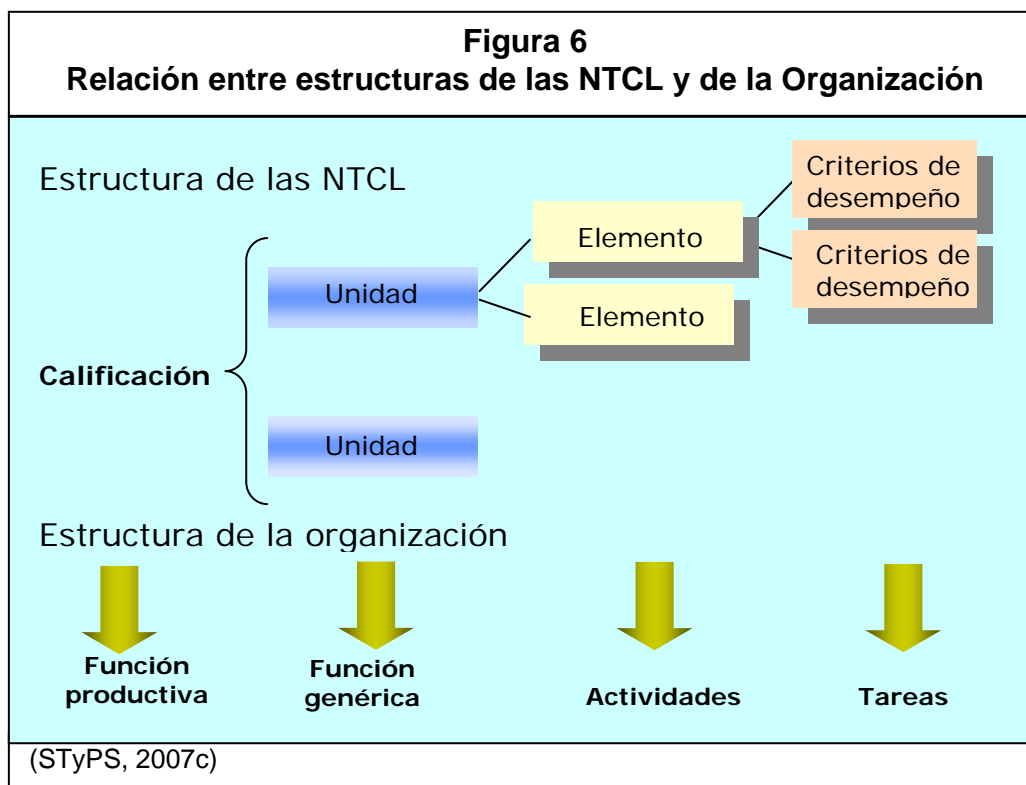 Figura 6
Relación entre estructuras de las NTCL y de la Organización
Estructura de las NTCL
Criterios de
desempeño
Elemento
Criterios de
desempeño
Unidad
Elemento
Calificación
Unidad
Estructura de la organización
Función
productiva
Función
genérica
Actividades
Tareas
(STyPS, 2007c)